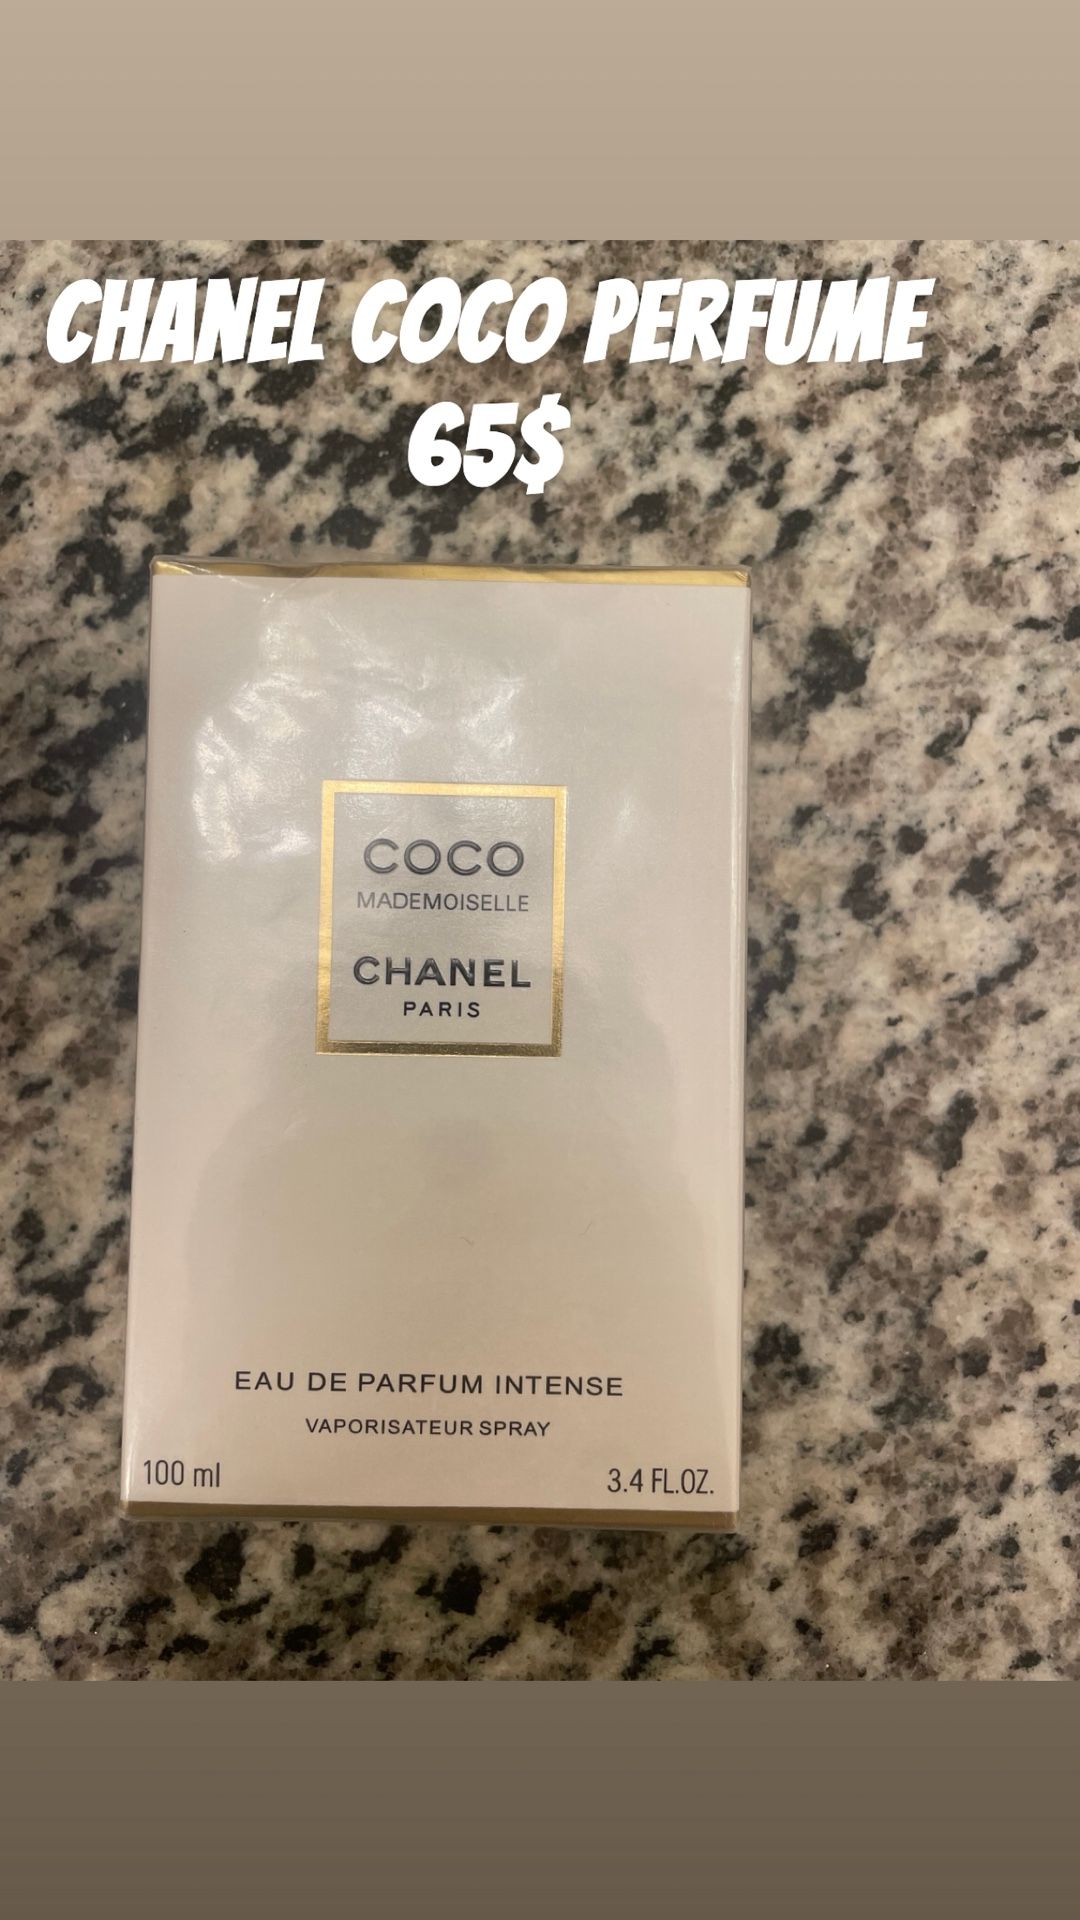 CHANEL COCO PERFUME
65$
COCO
MADEMOISELLE
CHANEL
PARIS
EAU DE PARFUM INTENSE
VAPORISATEUR SPRAY
100 ml
3.4 FL.OZ.